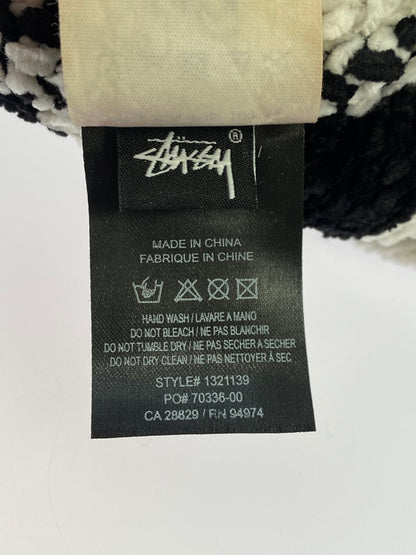 STÜSSY ®
MADE IN CHINA
FABRIQUE IN CHINE
HAND WASH / LAVARE A MANO
DO NOT BLEACH / NE PAS BLANCHIR
DO NOT TUMBLE DRY / NE PAS SECHER A SECHER
DO NOT DRY CLEAN / NE PAS NETTOYER À SEC
STYLE# 1321139
PO# 70336-00
CA 28629 / RN 94974